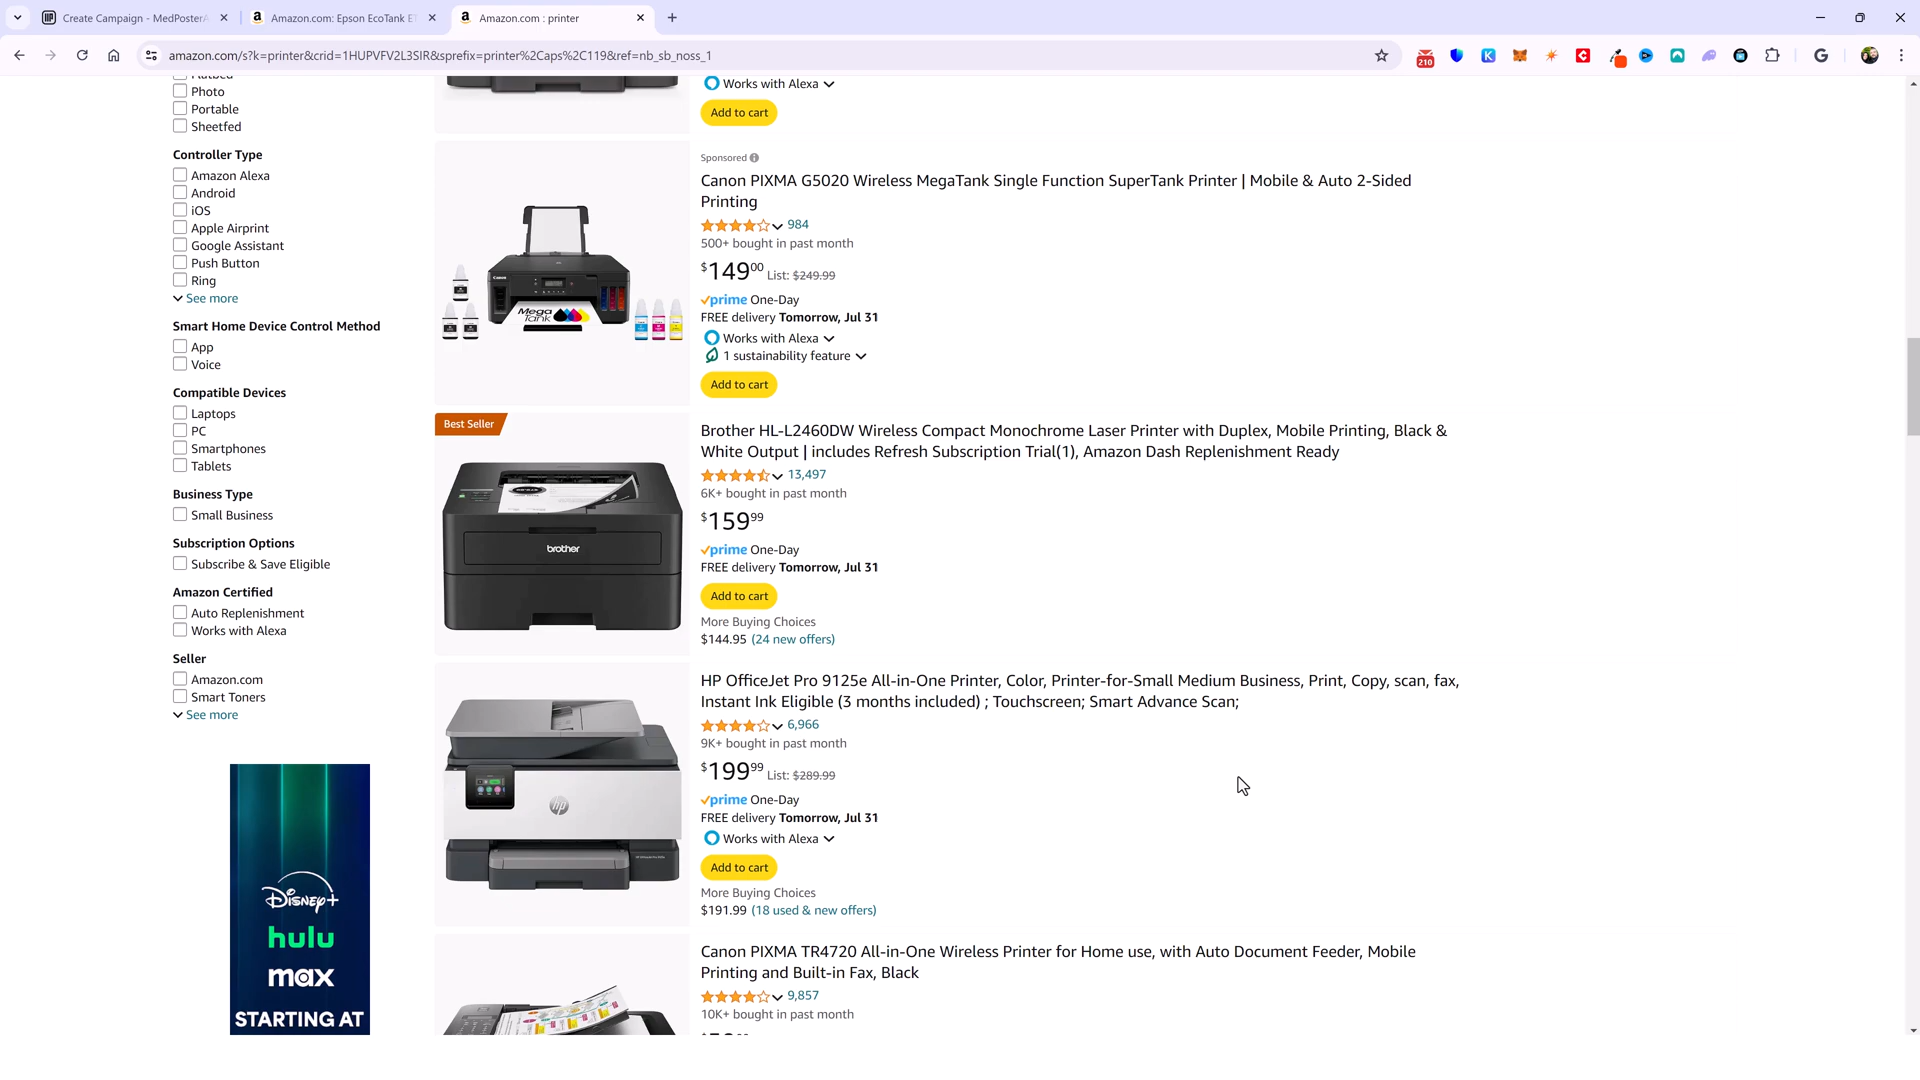 Create Campaign - MedPosterA
Amazon.com: Epson EcoTank ET
Amazon.com : printer
amazon.com/s?k=printer&crid=1HUPVFV2L3SIR&sprefix=printer%2Caps%2C119&ref=nb_sb_noss_1
210
Flatbed
Photo
Portable
Sheetfed
Controller Type
Amazon Alexa
Android
iOS
Apple Airprint
Google Assistant
Push Button
Ring
See more
Smart Home Device Control Method
App
Voice
Compatible Devices
Laptops
PC
Smartphones
Tablets
Business Type
Small Business
Subscription Options
Subscribe & Save Eligible
Amazon Certified
Auto Replenishment
Works with Alexa
Seller
Amazon.com
Smart Toners
See more
Disney+
hulu
max
STARTING AT
Works with Alexa
Add to cart
Canon
Mega
Tank
Sponsored
Canon PIXMA G5020 Wireless MegaTank Single Function SuperTank Printer | Mobile & Auto 2-Sided
Printing
984
500+ bought in past month
$149.00 List: $249.99
prime One-Day
FREE delivery Tomorrow, Jul 31
Works with Alexa
1 sustainability feature
Add to cart
Best Seller
brother
Brother HL-L2460DW Wireless Compact Monochrome Laser Printer with Duplex, Mobile Printing, Black &
White Output | includes Refresh Subscription Trial(1), Amazon Dash Replenishment Ready
13,497
6K+ bought in past month
$159.99
prime One-Day
FREE delivery Tomorrow, Jul 31
Add to cart
More Buying Choices
$144.95 (24 new offers)
hp
HP OfficeJet Pro 9125e All-in-One Printer, Color, Printer-for-Small Medium Business, Print, Copy, scan, fax,
Instant Ink Eligible (3 months included) ; Touchscreen; Smart Advance Scan;
6,966
9K+ bought in past month
$199.99 List: $289.99
prime One-Day
FREE delivery Tomorrow, Jul 31
Works with Alexa
Add to cart
More Buying Choices
$191.99 (18 used & new offers)
Canon PIXMA TR4720 All-in-One Wireless Printer for Home use, with Auto Document Feeder, Mobile
Printing and Built-in Fax, Black
9,857
10K+ bought in past month